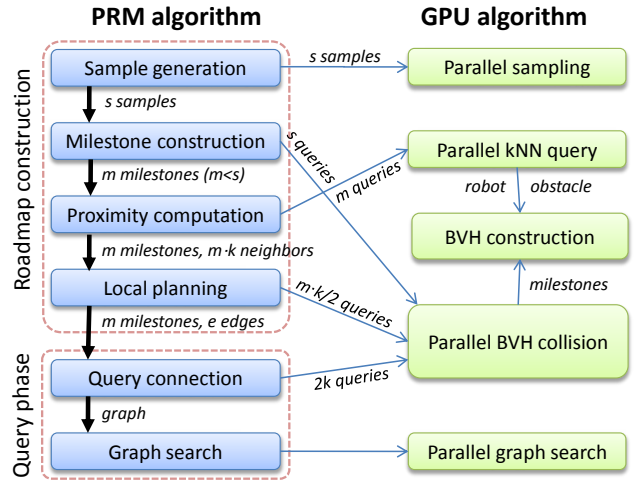 PRM algorithm
GPU algorithm
Roadmap construction
Sample generation
s samples
Parallel sampling
s samples
Milestone construction
s queries
Parallel kNN query
m milestones (m<s)
m queries
robot
obstacle
Proximity computation
BVH construction
m milestones, m·k neighbors
milestones
Local planning
m·k/2 queries
m milestones, e edges
Parallel BVH collision
Query phase
Query connection
2k queries
graph
Graph search
Parallel graph search